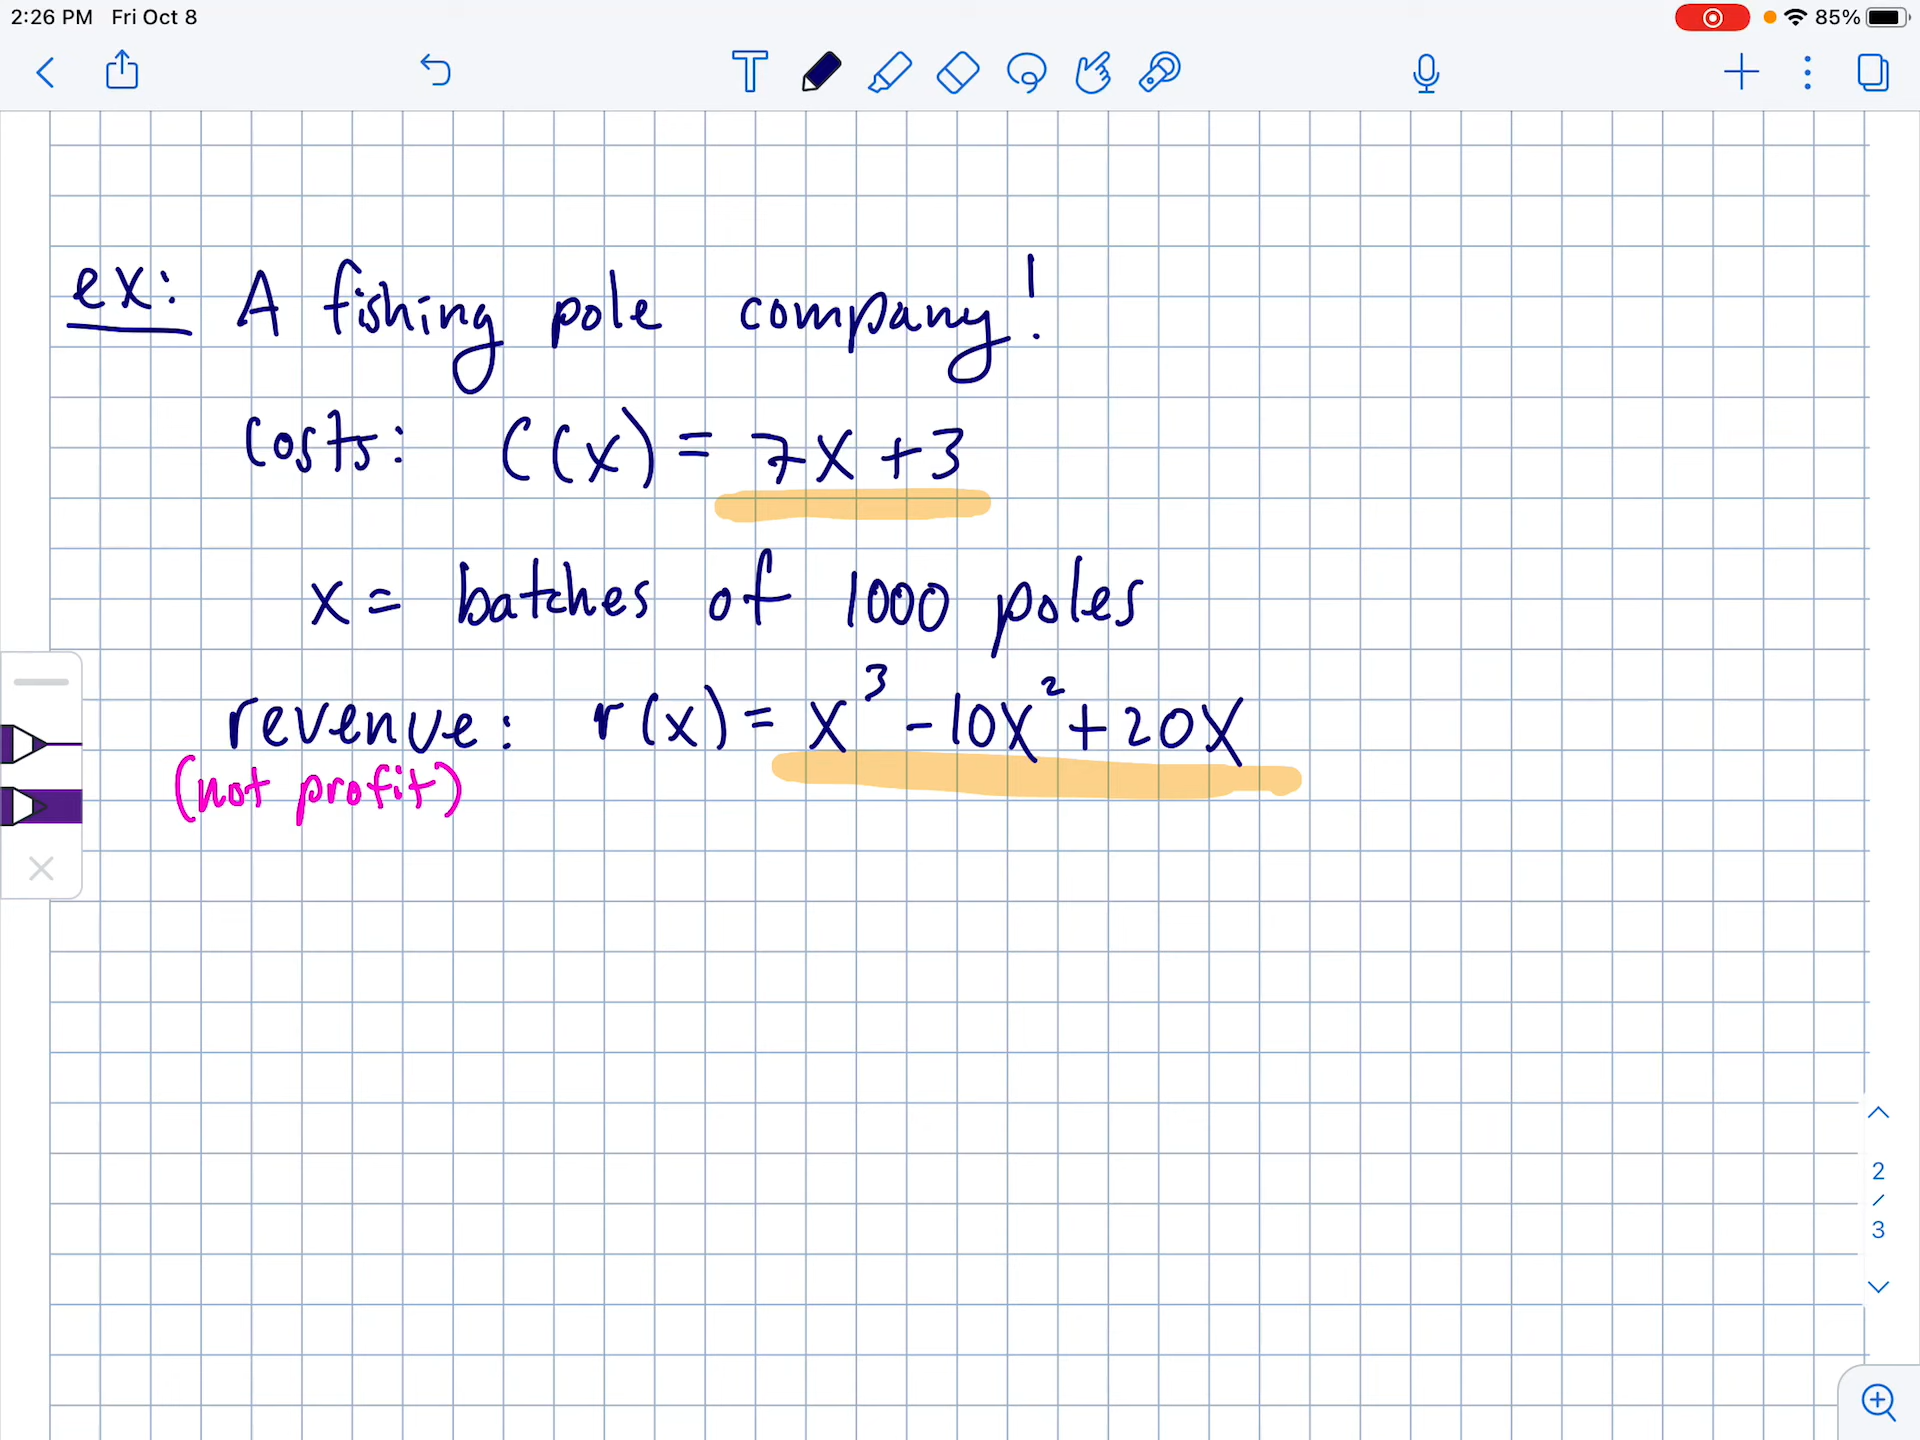 2:26 PM Fri Oct 8
85%
T
ex: A fishing pole company!
costs: C(x) = 7x + 3
x = batches of 1000 poles
revenue: r(x) = x³ - 10x² + 20x
(not profit)
2
/
3